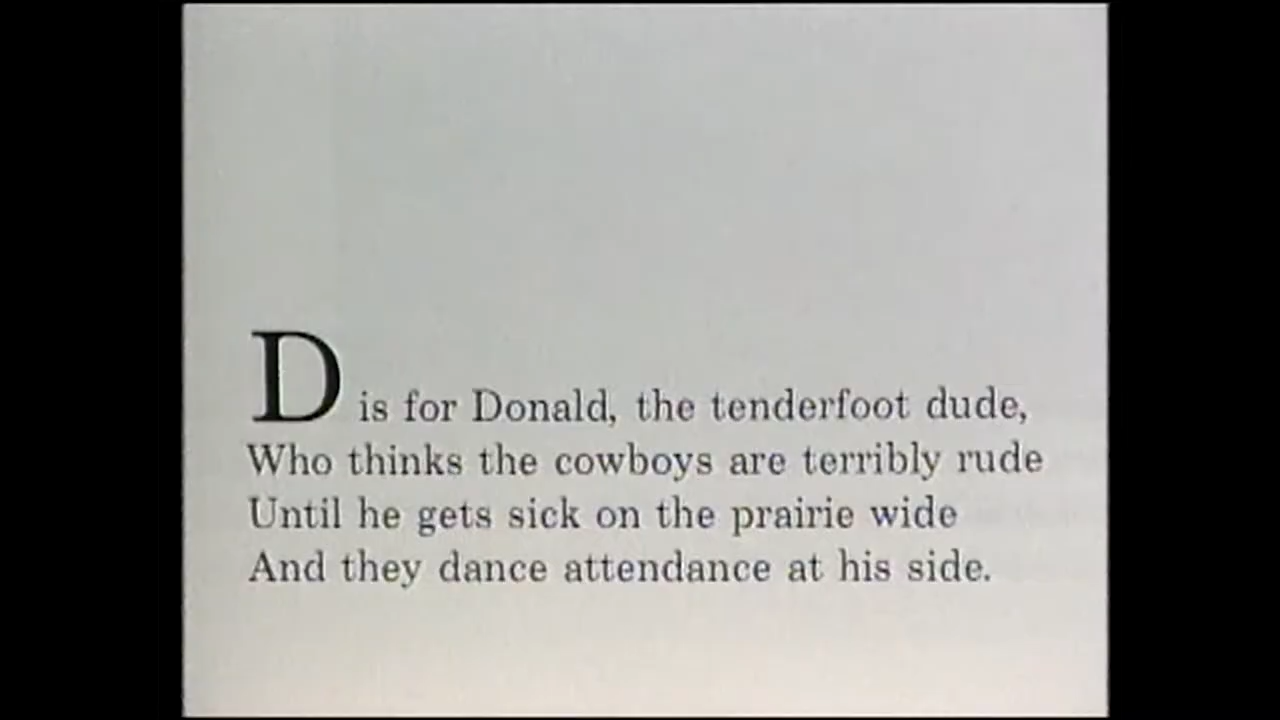 D is for Donald, the tenderfoot dude,
Who thinks the cowboys are terribly rude
Until he gets sick on the prairie wide
And they dance attendance at his side.